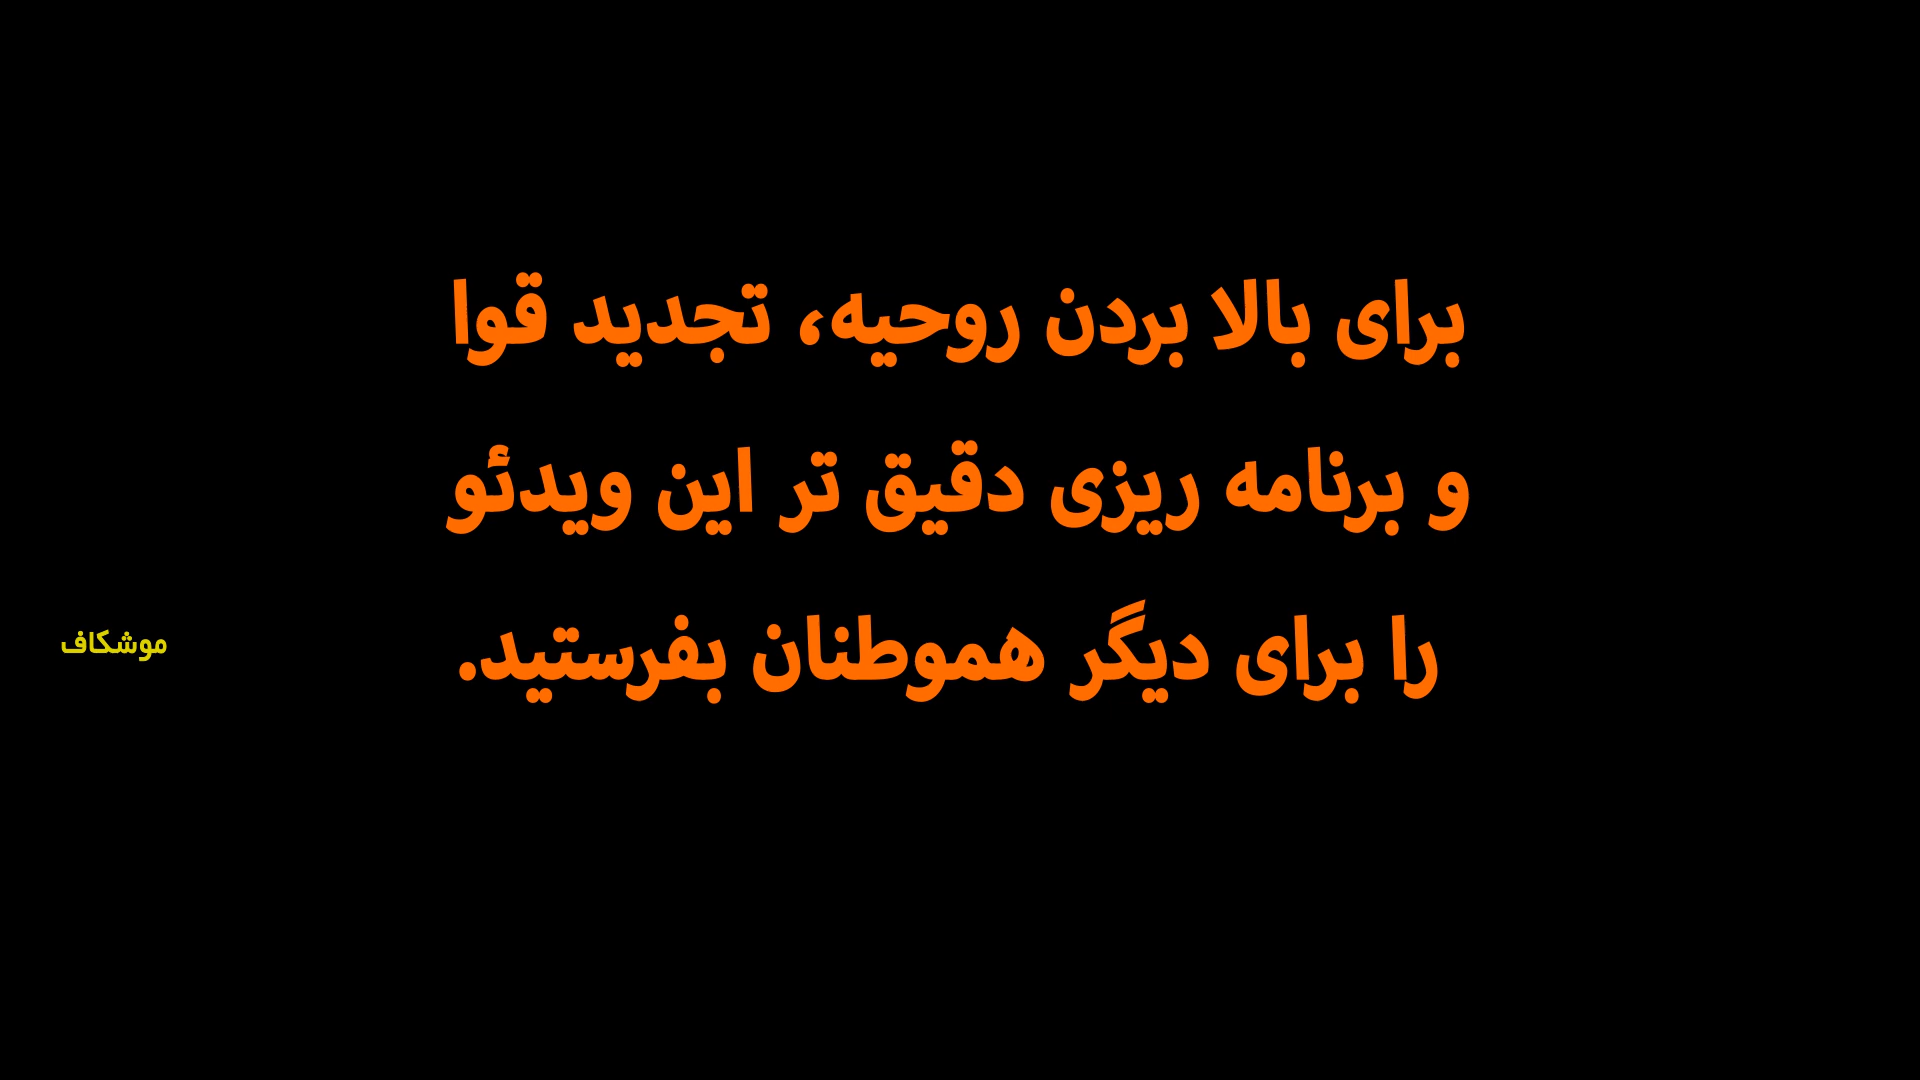 برای بالا بردن روحیه، تجدید قوا
و برنامه ریزی دقیق تر این ویدئو
را برای دیگر هموطنان بفرستید.
موشکاف